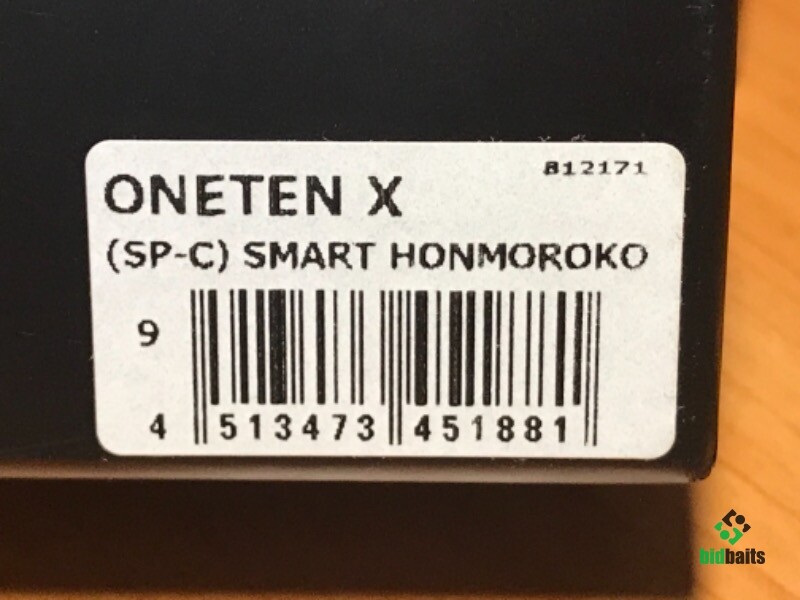 812171
ONETEN X
(SP-C) SMART HONMOROKO
9
4 513473 451881
bidbaits